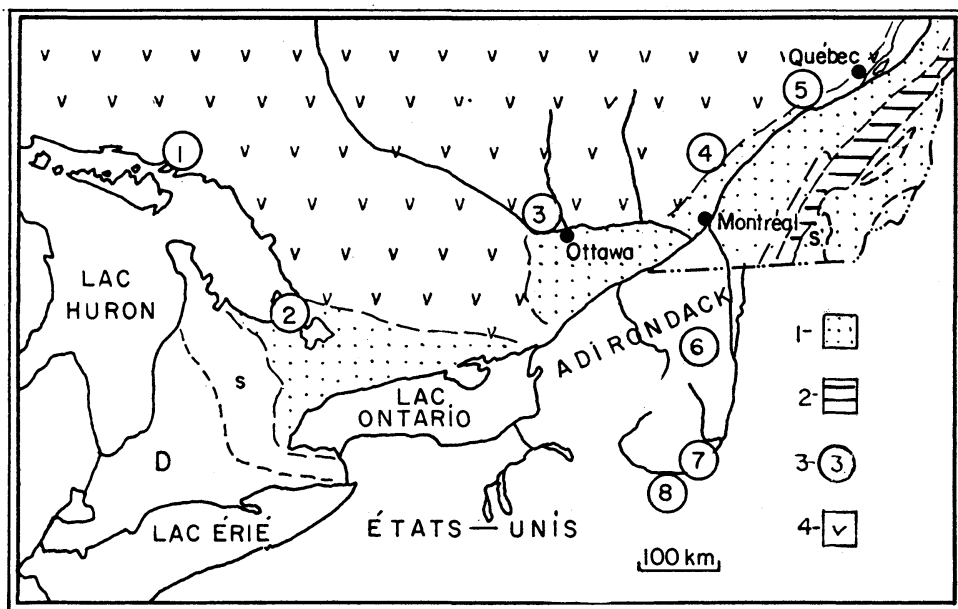 Québec
5
1
4
3
Montréal
S
Ottawa
LAC
HURON
2
ADIRONDACK
6
1-
s
LAC
ONTARIO
2-
D
7
3- 3
8
LAC ÉRIÉ
ÉTATS-UNIS
4- v
100 km